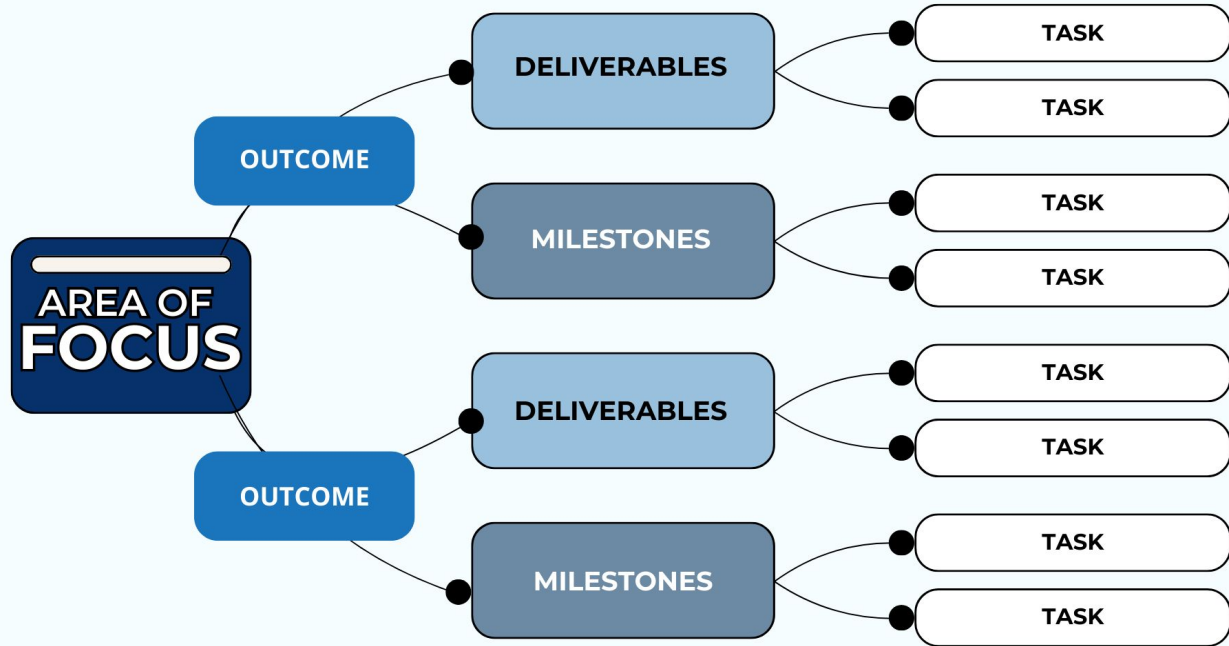 AREA OF
FOCUS
OUTCOME
DELIVERABLES
TASK
TASK
MILESTONES
TASK
TASK
OUTCOME
DELIVERABLES
TASK
TASK
MILESTONES
TASK
TASK